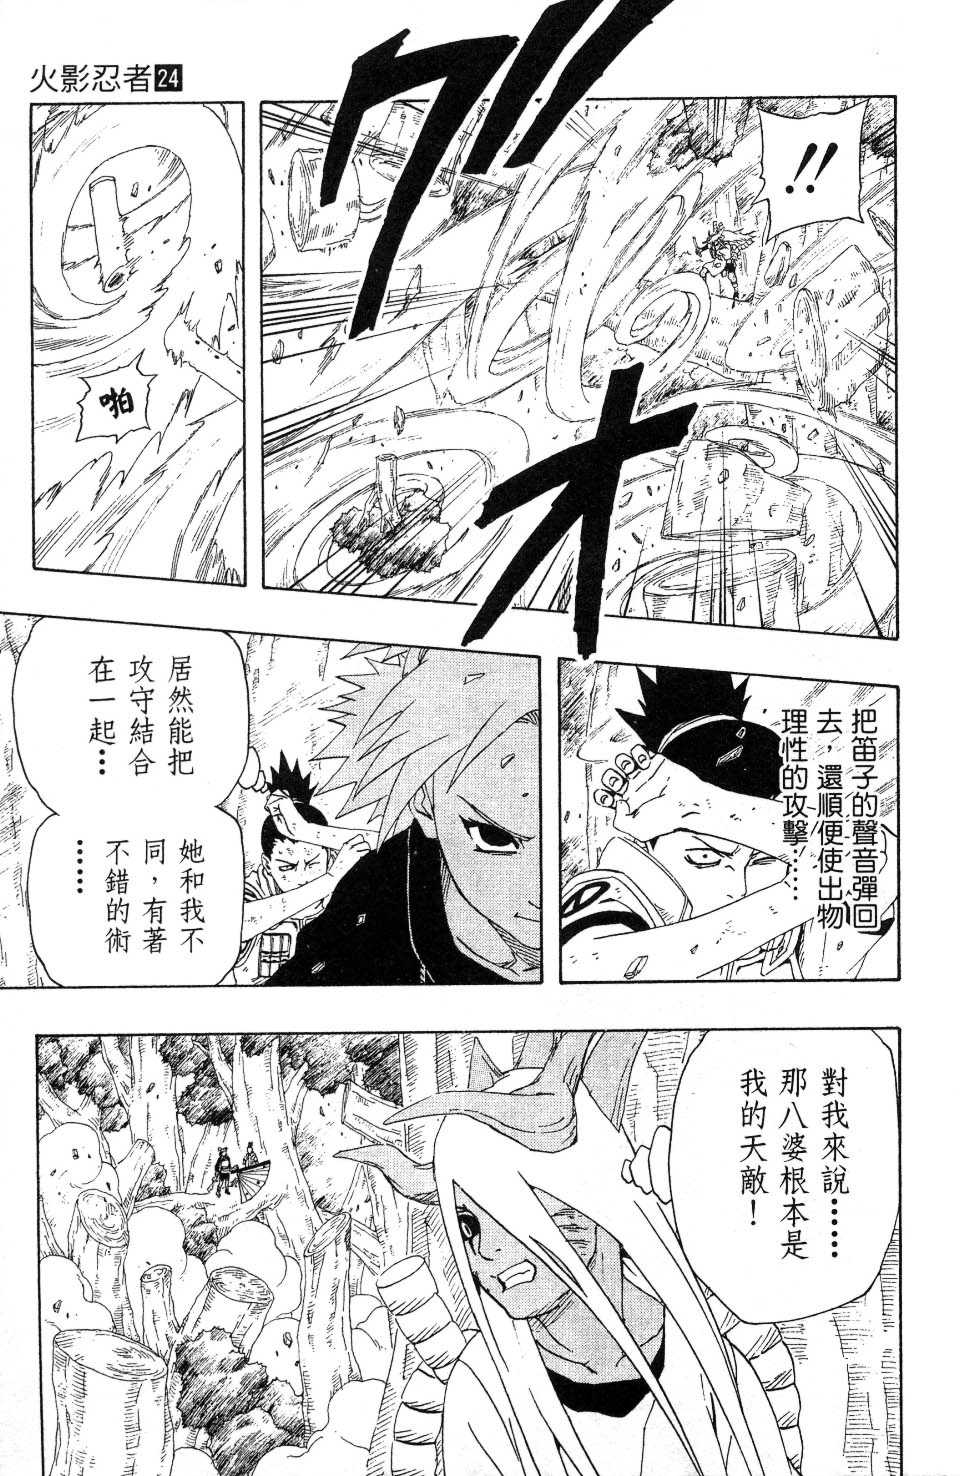 火影忍者24
!!
グオ
啪
把笛子的聲音彈回
去，還順便使出物
理性的攻擊……
居然能把
攻守結合
在一起…
她和我不
同，有著
不錯的術
……
對我來說……
那八婆根本是
我的天敵！